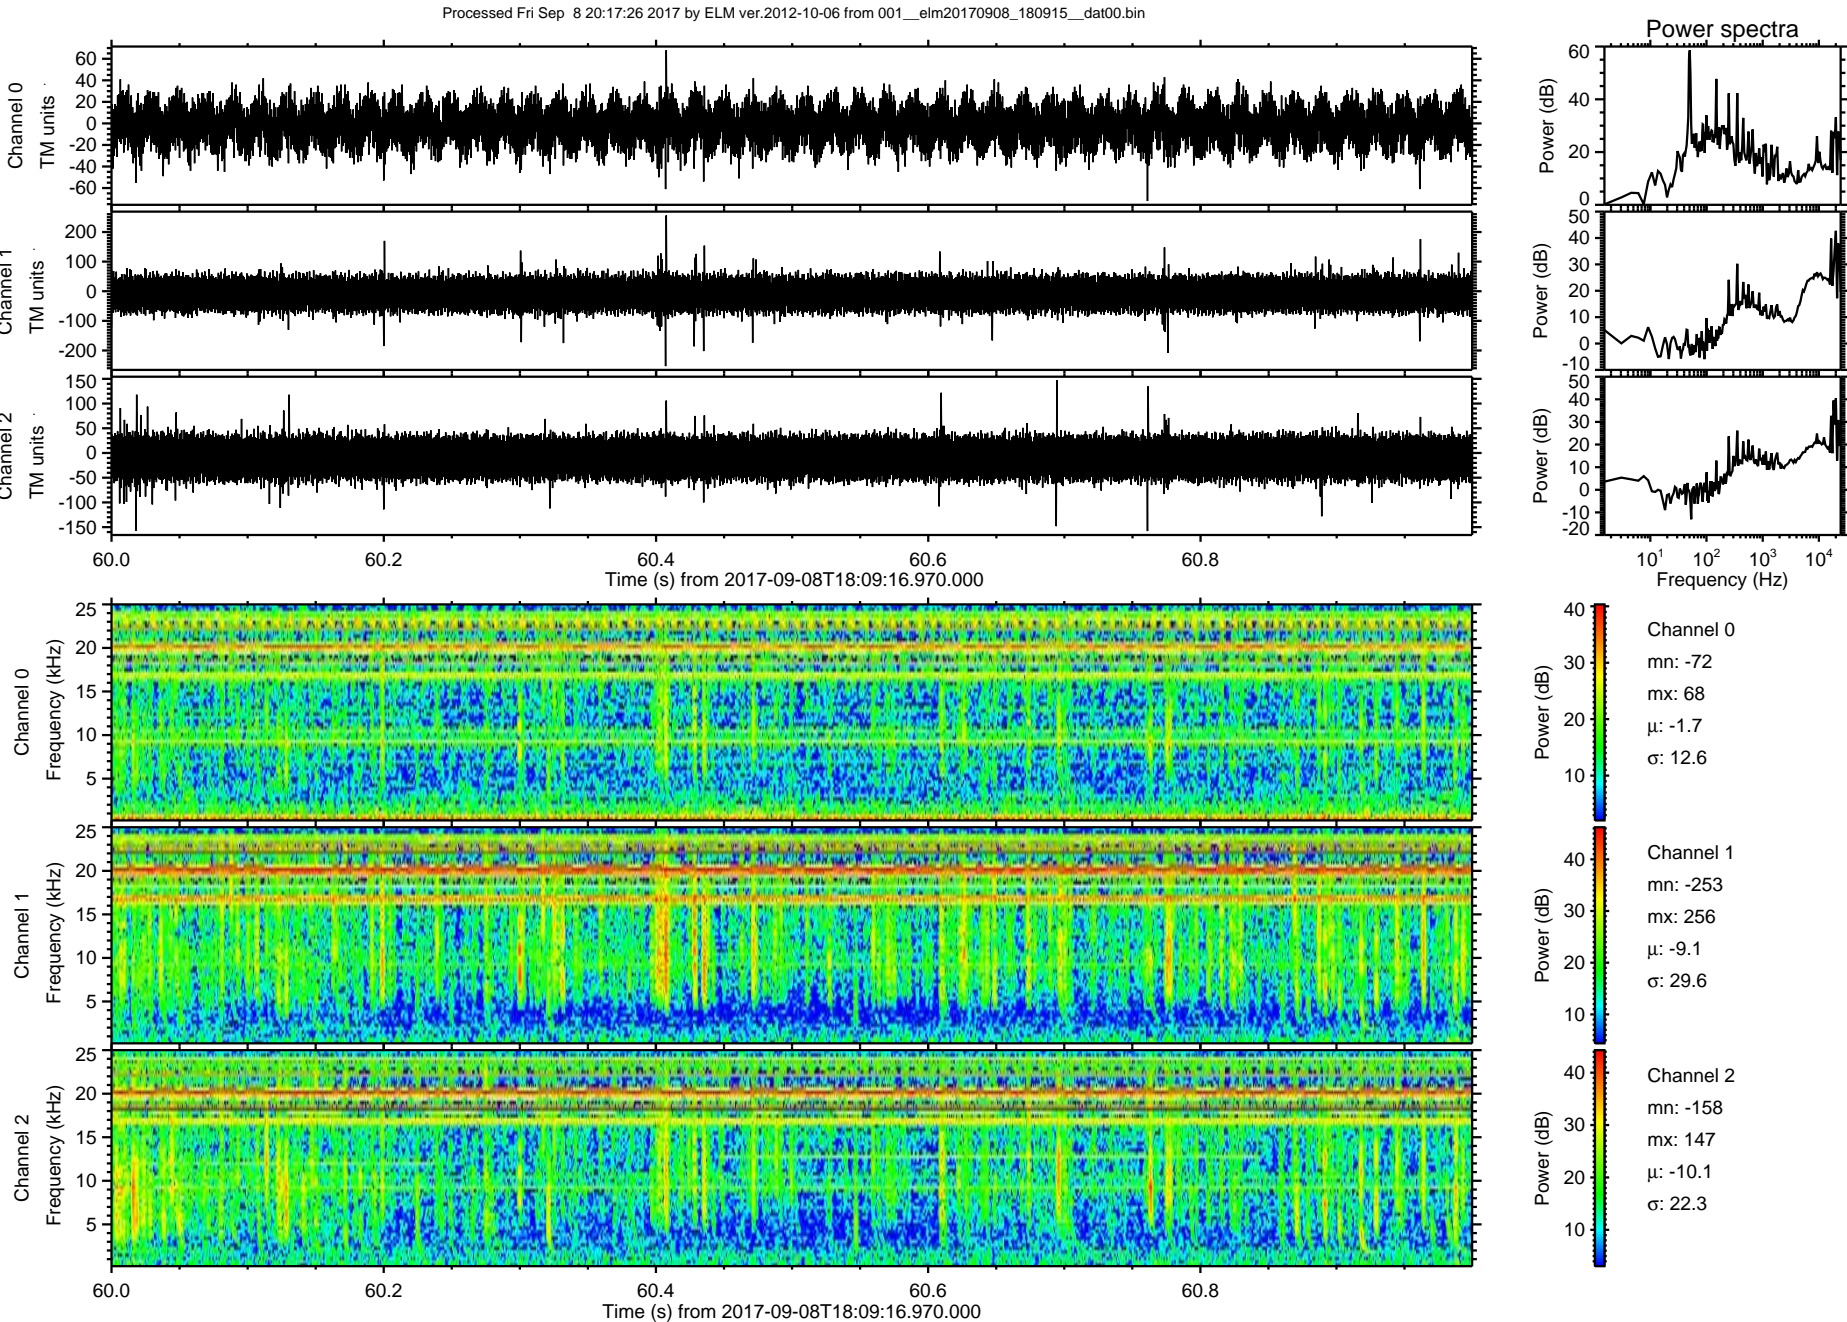 Processed Fri Sep 8 20:17:26 2017 by ELM ver.2012-10-06 from 001__elm20170908_180915__dat00.bin
Power spectra
Channel 0
TM units
60
40
20
0
-20
-40
-60
Power (dB)
60
40
20
0
Channel 1
TM units
200
100
0
-100
-200
Power (dB)
50
40
30
20
10
0
-10
Channel 2
TM units
150
100
50
0
-50
-100
-150
Power (dB)
50
40
30
20
10
0
-10
-20
60.0 60.2 60.4 60.6 60.8
Time (s) from 2017-09-08T18:09:16.970.000
10^1 10^2 10^3 10^4
Frequency (Hz)
Channel 0
Frequency (kHz)
25
20
15
10
5
Power (dB)
40
30
20
10
Channel 0
mn: -72
mx: 68
μ: -1.7
σ: 12.6
Channel 1
Frequency (kHz)
25
20
15
10
5
Power (dB)
40
30
20
10
Channel 1
mn: -253
mx: 256
μ: -9.1
σ: 29.6
Channel 2
Frequency (kHz)
25
20
15
10
5
Power (dB)
40
30
20
10
Channel 2
mn: -158
mx: 147
μ: -10.1
σ: 22.3
60.0 60.2 60.4 60.6 60.8
Time (s) from 2017-09-08T18:09:16.970.000